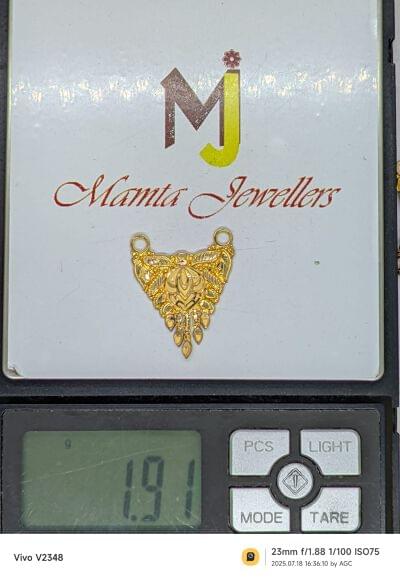 MJ
Mamta Jewellers
g
1.91
PCS
LIGHT
MODE
TARE
Vivo V2348
23mm f/1.88 1/100 ISO75
2025.07.18 16:36:10 by AGC